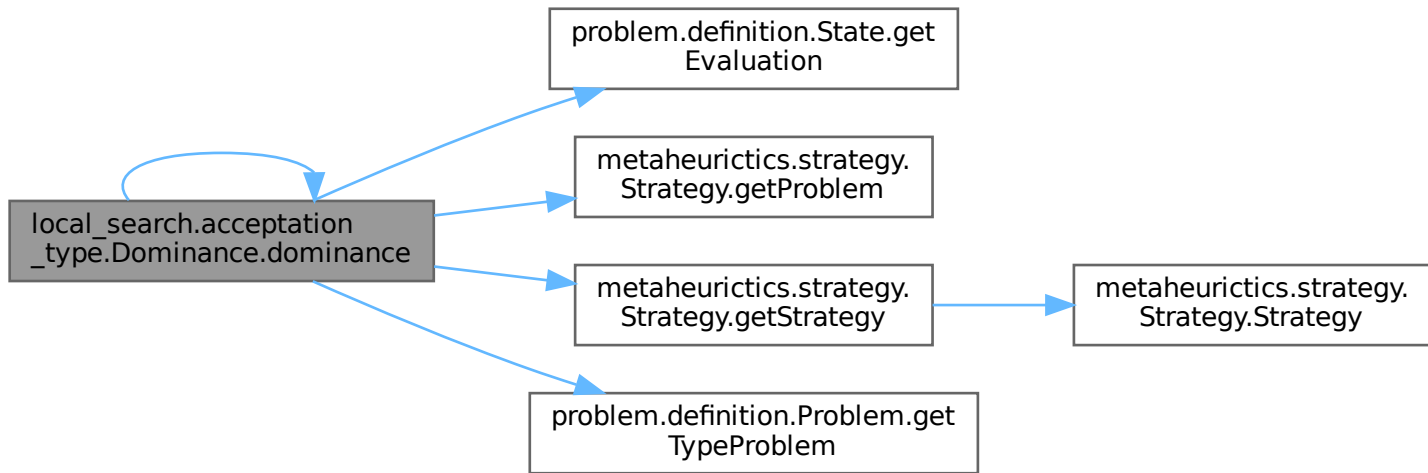 problem.definition.State.get
Evaluation
metaheurictics.strategy.
Strategy.getProblem
local_search.acceptation
_type.Dominance.dominance
metaheurictics.strategy.
Strategy.getStrategy
metaheurictics.strategy.
Strategy.Strategy
problem.definition.Problem.get
TypeProblem